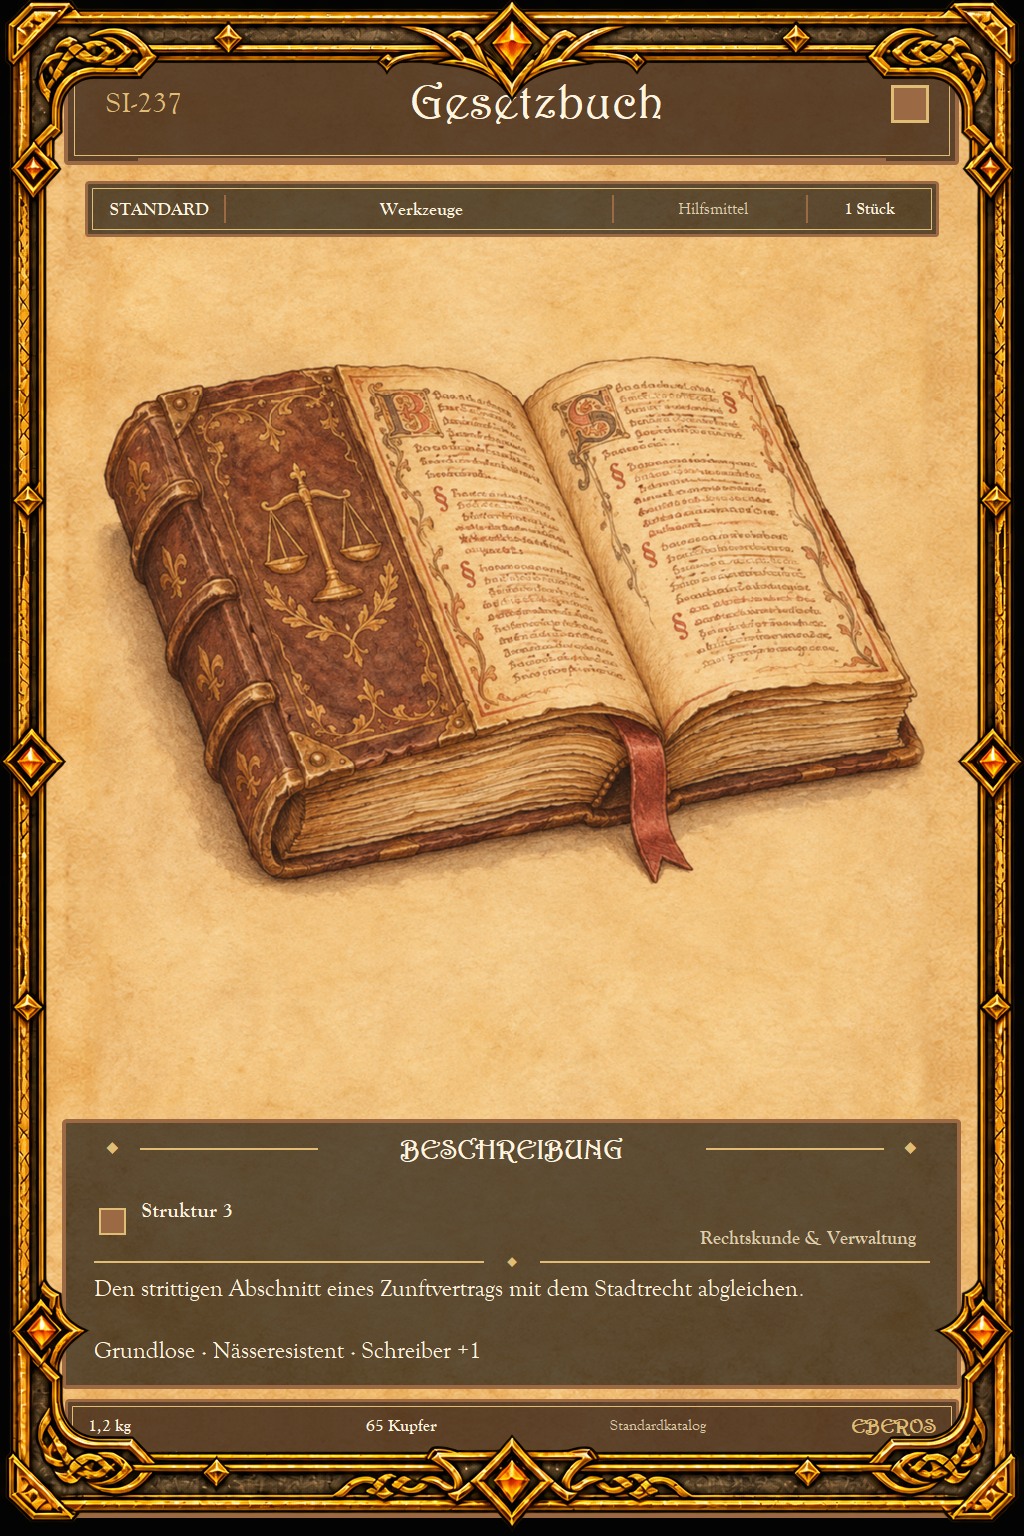 SI-237
Gesetzbuch
STANDARD
Werkzeuge
Hilfsmittel
1 Stück
B
S
§
§
§
§
§
§
BESCHREIBUNG
Struktur 3
Rechtskunde & Verwaltung
Den strittigen Abschnitt eines Zunftvertrags mit dem Stadtrecht abgleichen.
Grundlose · Nässeresistent · Schreiber +1
1,2 kg
65 Kupfer
Standardkatalog
EBEROS